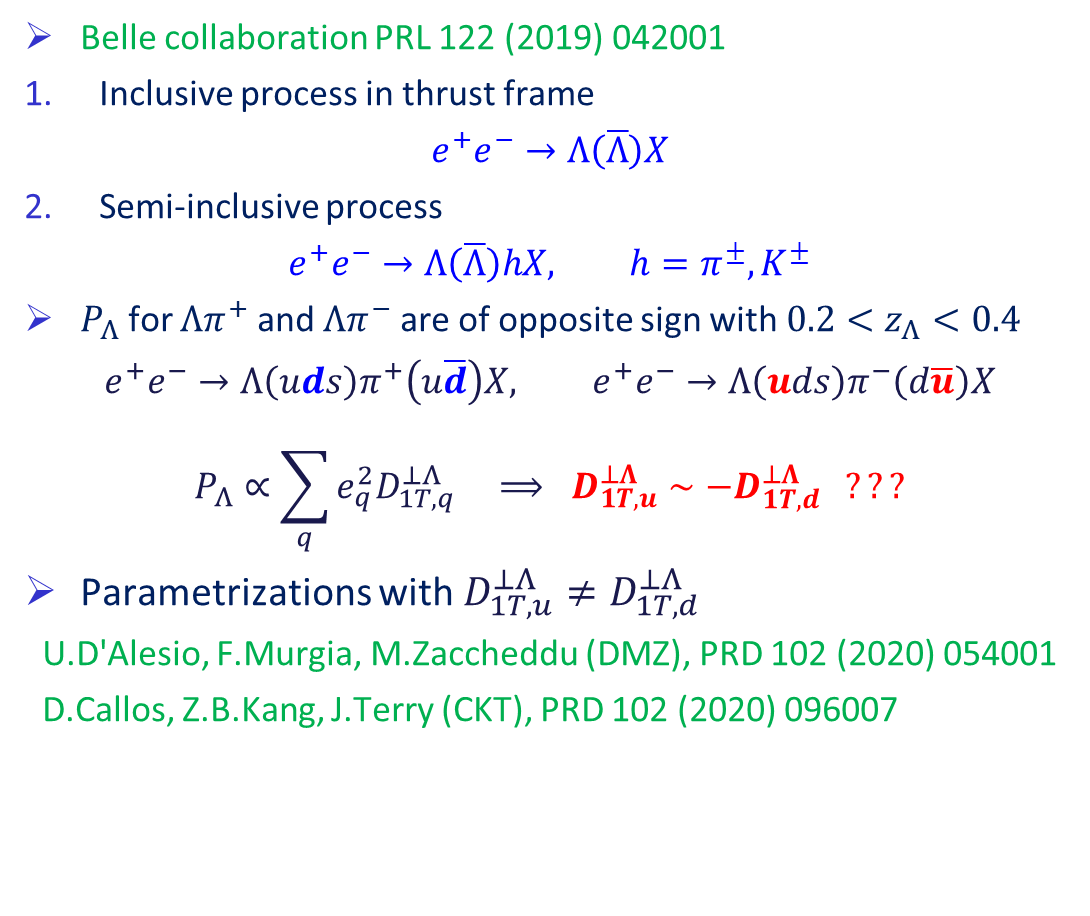 ➢ Belle collaboration PRL 122 (2019) 042001
1. Inclusive process in thrust frame
e⁺e⁻ → Λ(Λ̅)X
2. Semi-inclusive process
e⁺e⁻ → Λ(Λ̅)hX, h = π^±, K^±
➢ P_Λ for Λπ⁺ and Λπ⁻ are of opposite sign with 0.2 < z_Λ < 0.4
e⁺e⁻ → Λ(uds)π⁺(ud̅)X, e⁺e⁻ → Λ(uds)π⁻(du̅)X
P_Λ ∝ ∑_q e_q^2 D_{1T,q}^{⊥Λ} ⟹ D_{1T,u}^{⊥Λ} ~ −D_{1T,d}^{⊥Λ} ???
➢ Parametrizations with D_{1T,u}^{⊥Λ} ≠ D_{1T,d}^{⊥Λ}
U.D'Alesio, F.Murgia, M.Zaccheddu (DMZ), PRD 102 (2020) 054001
D.Callos, Z.B.Kang, J.Terry (CKT), PRD 102 (2020) 096007